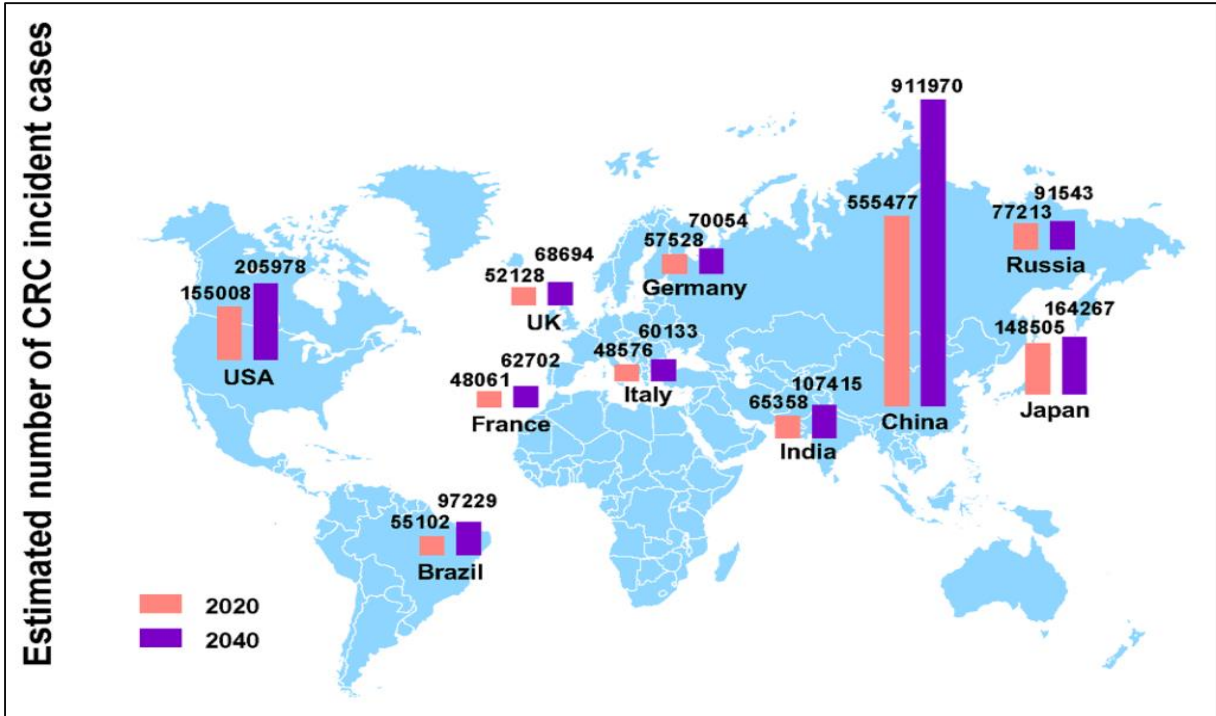 Estimated number of CRC incident cases
911970
555477
China
91543
77213
Russia
70054
57528
Germany
68694
52128
UK
205978
155008
USA
164267
148505
Japan
60133
48576
Italy
62702
48061
France
107415
65358
India
97229
55102
Brazil
2020
2040